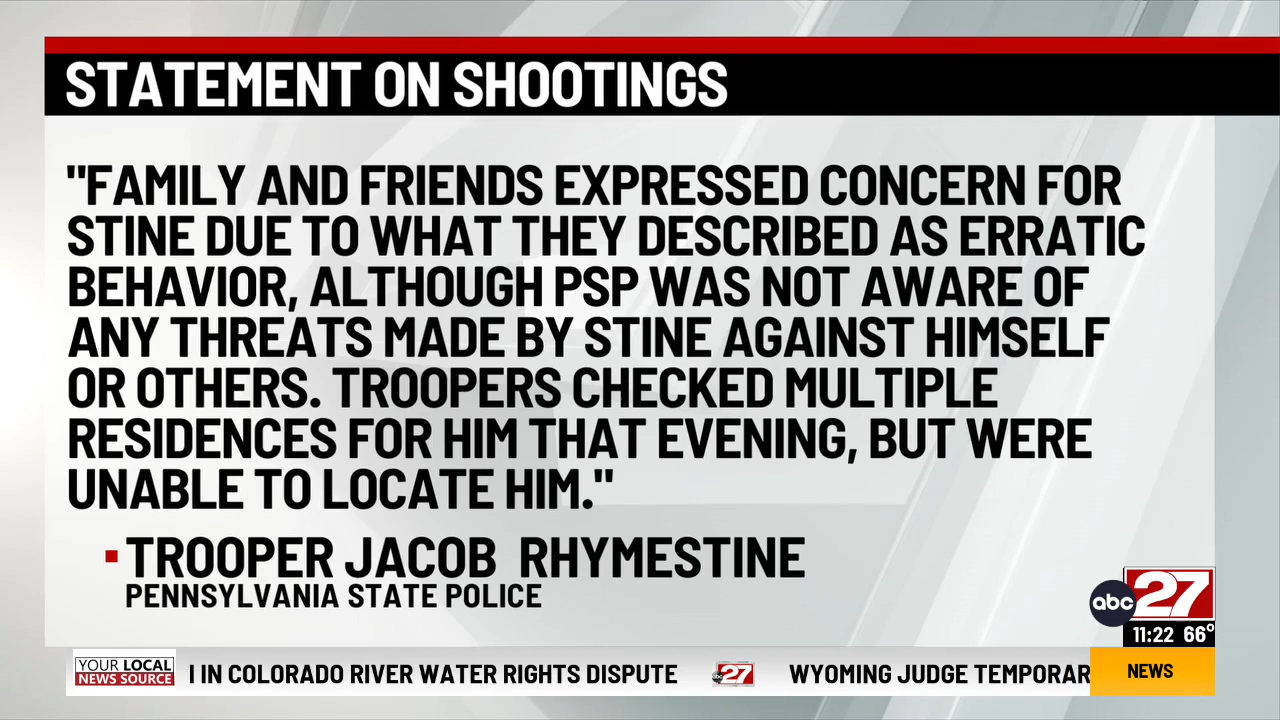 STATEMENT ON SHOOTINGS
"FAMILY AND FRIENDS EXPRESSED CONCERN FOR
STINE DUE TO WHAT THEY DESCRIBED AS ERRATIC
BEHAVIOR, ALTHOUGH PSP WAS NOT AWARE OF
ANY THREATS MADE BY STINE AGAINST HIMSELF
OR OTHERS. TROOPERS CHECKED MULTIPLE
RESIDENCES FOR HIM THAT EVENING, BUT WERE
UNABLE TO LOCATE HIM."
▪ TROOPER JACOB RHYMESTINE
PENNSYLVANIA STATE POLICE
abc 27
11:22 66°
YOUR LOCAL
NEWS SOURCE
I IN COLORADO RIVER WATER RIGHTS DISPUTE abc 27 WYOMING JUDGE TEMPORAR
NEWS